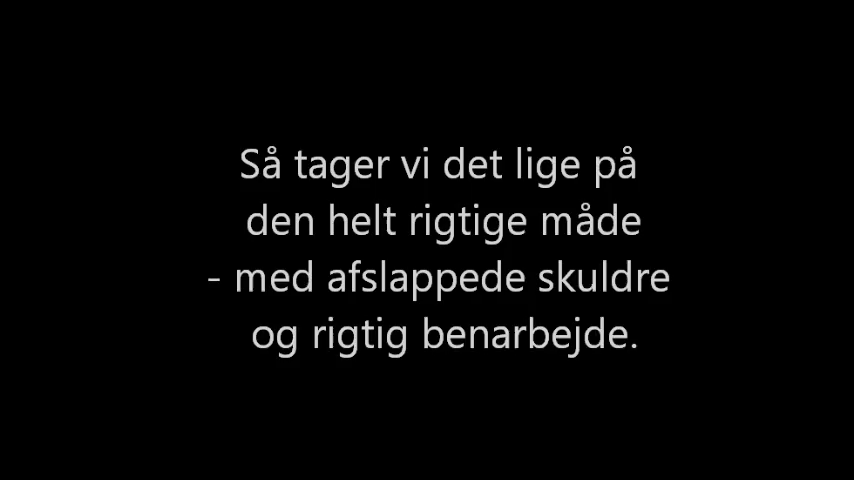 Så tager vi det lige på
den helt rigtige måde
- med afslappede skuldre
og rigtig benarbejde.